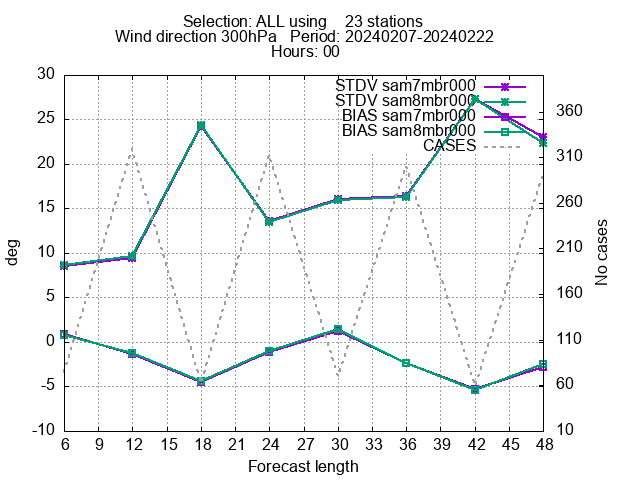 Selection: ALL using    23 stations
Wind direction 300hPa   Period: 20240207-20240222
Hours: 00
STDV sam7mbr000
STDV sam8mbr000
BIAS sam7mbr000
BIAS sam8mbr000
CASES
30
25
20
15
10
5
0
-5
-10
deg
360
310
260
210
160
110
60
10
No cases
6 9 12 15 18 21 24 27 30 33 36 39 42 45 48
Forecast length